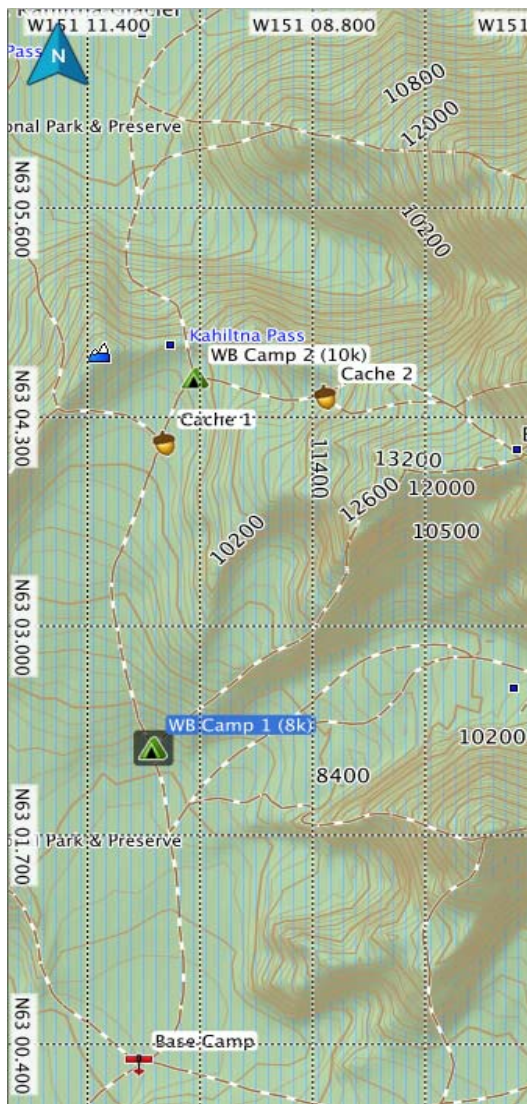 W151 11.400
W151 08.800
W151
Pass
N
10800
12000
onal Park & Preserve
N63 05.600
10200
Kahiltna Pass
WB Camp 2 (10k)
Cache 2
N63 04.300
Cache 1
11400
13200
12600
12000
10200
10500
N63 03.000
WB Camp 1 (8k)
10200
8400
N63 01.700
al Park & Preserve
N63 00.400
Base Camp